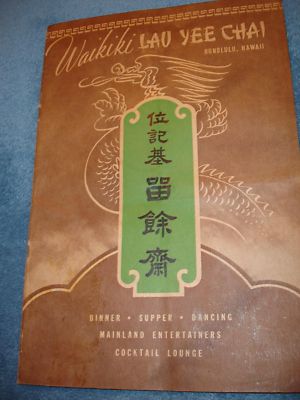 Waikiki LAU YEE CHAI
HONOLULU, HAWAII
位記基
留餘齋
DINNER • SUPPER • DANCING
MAINLAND ENTERTAINERS
COCKTAIL LOUNGE